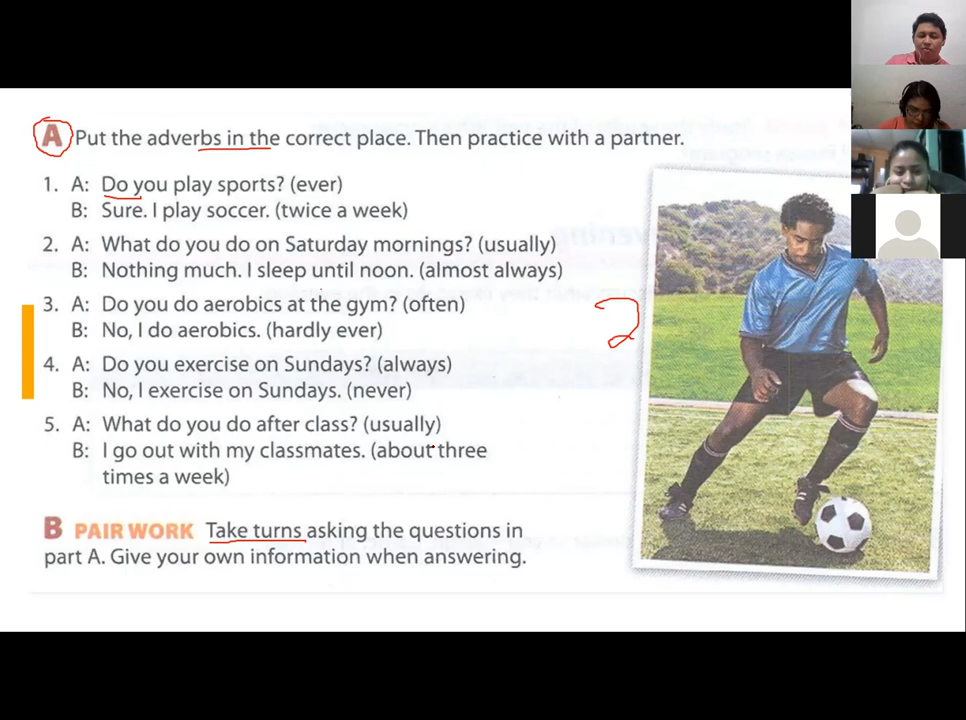 A Put the adverbs in the correct place. Then practice with a partner.
1. A: Do you play sports? (ever)
B: Sure. I play soccer. (twice a week)
2. A: What do you do on Saturday mornings? (usually)
B: Nothing much. I sleep until noon. (almost always)
3. A: Do you do aerobics at the gym? (often)
B: No, I do aerobics. (hardly ever)
4. A: Do you exercise on Sundays? (always)
B: No, I exercise on Sundays. (never)
5. A: What do you do after class? (usually)
B: I go out with my classmates. (about three
times a week)
B PAIR WORK Take turns asking the questions in
part A. Give your own information when answering.